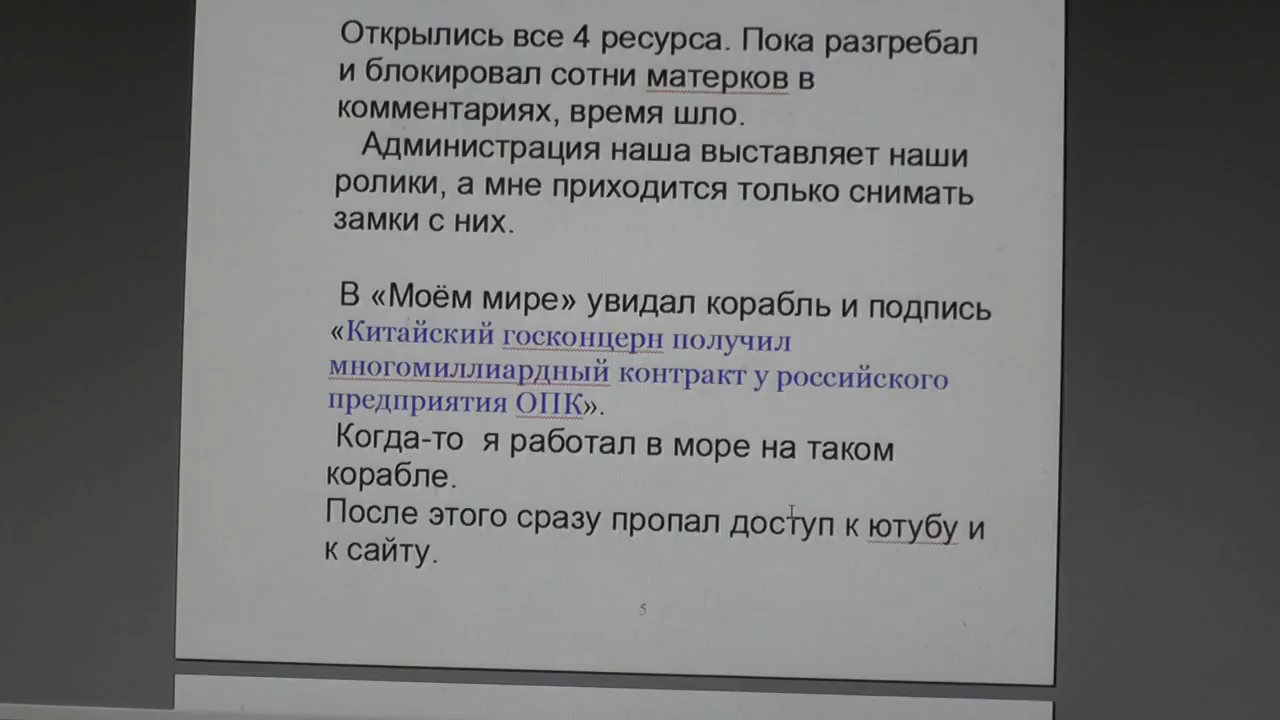 Открылись все 4 ресурса. Пока разгребал
и блокировал сотни матерков в
комментариях, время шло.
Администрация наша выставляет наши
ролики, а мне приходится только снимать
замки с них.
В «Моём мире» увидал корабль и подпись
«Китайский госконцерн получил
многомиллиардный контракт у российского
предприятия ОПК».
Когда-то я работал в море на таком
корабле.
После этого сразу пропал доступ к ютубу и
к сайту.
5